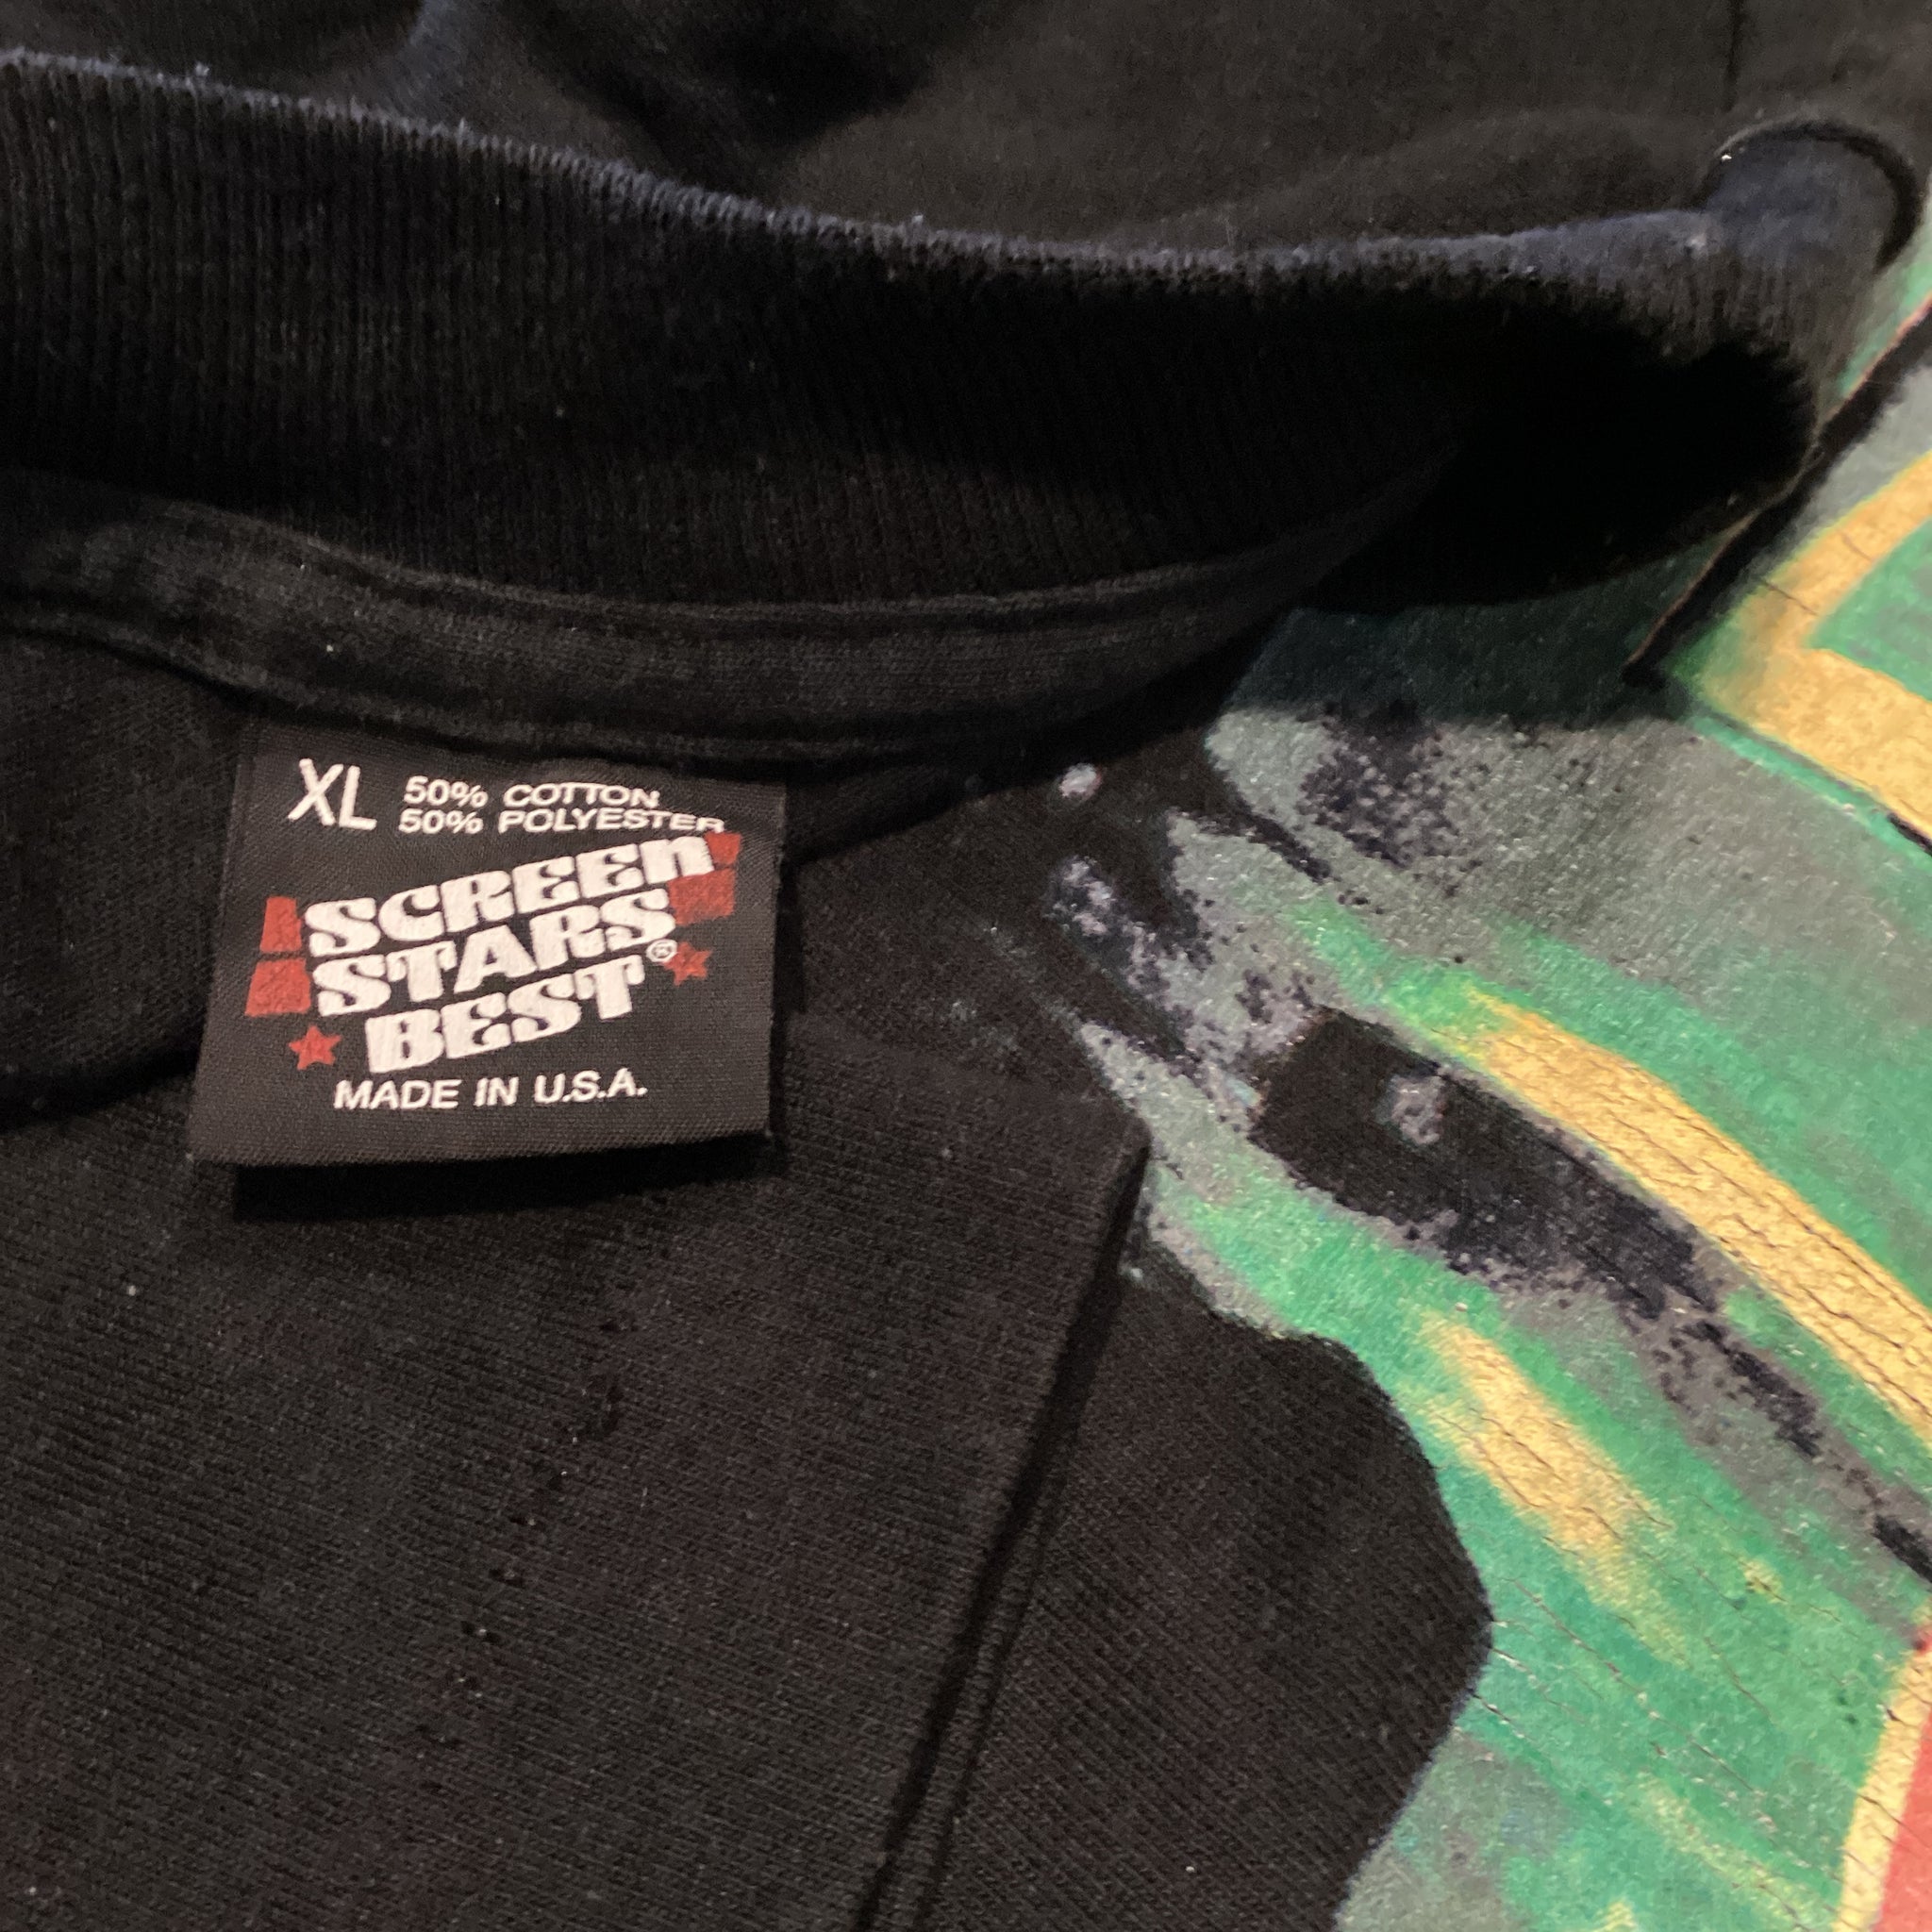 XL 50% COTTON
50% POLYESTER
SCREEn
STARS
BEST®
MADE IN U.S.A.